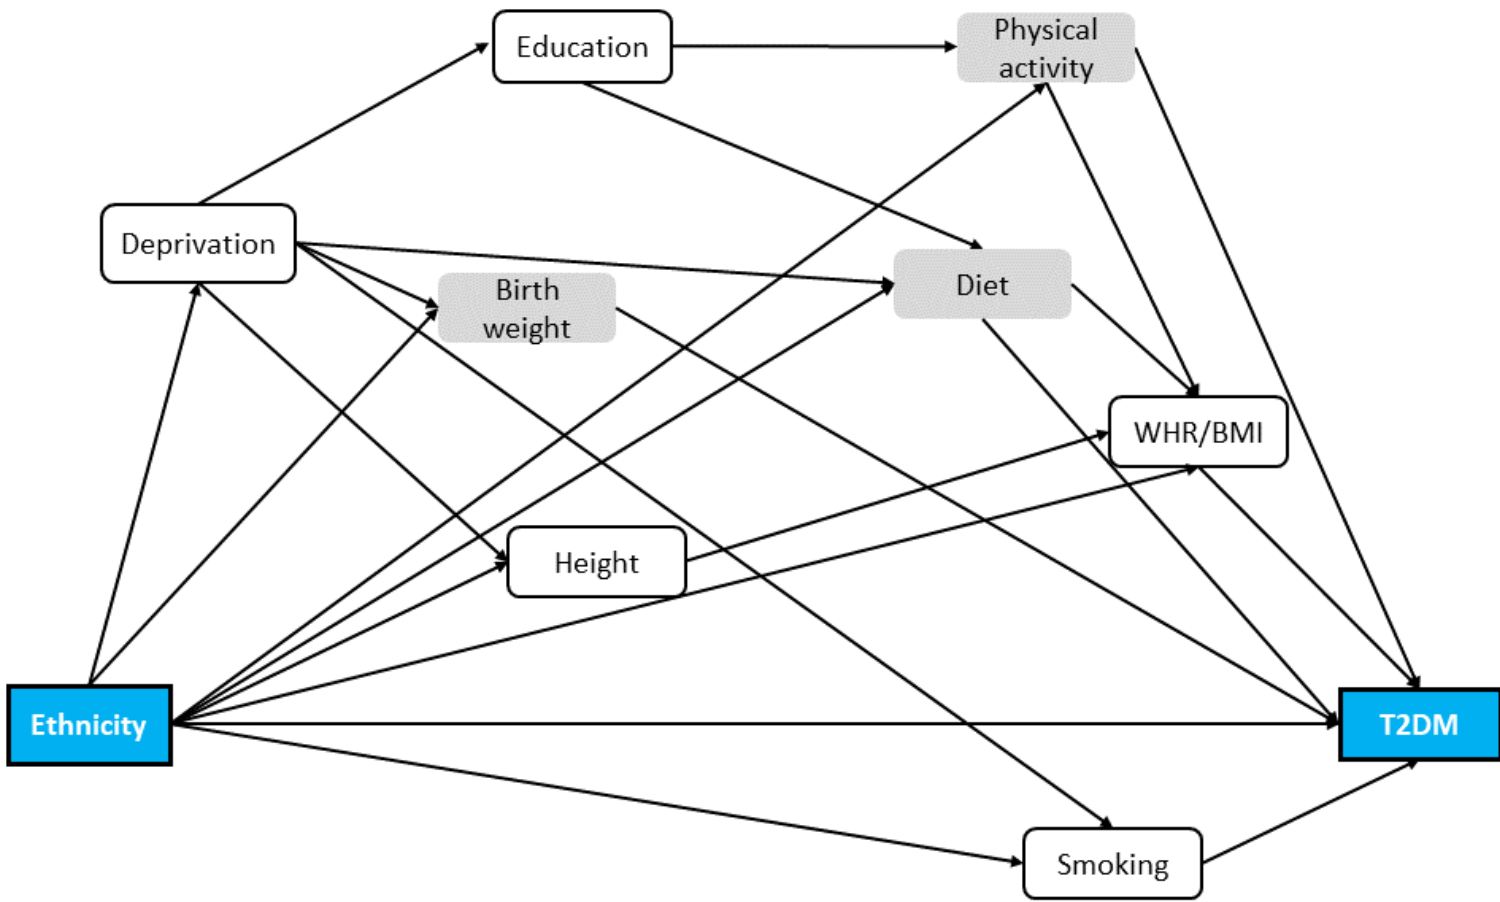 Education
Physical
activity
Deprivation
Birth
weight
Diet
WHR/BMI
Height
Ethnicity
T2DM
Smoking